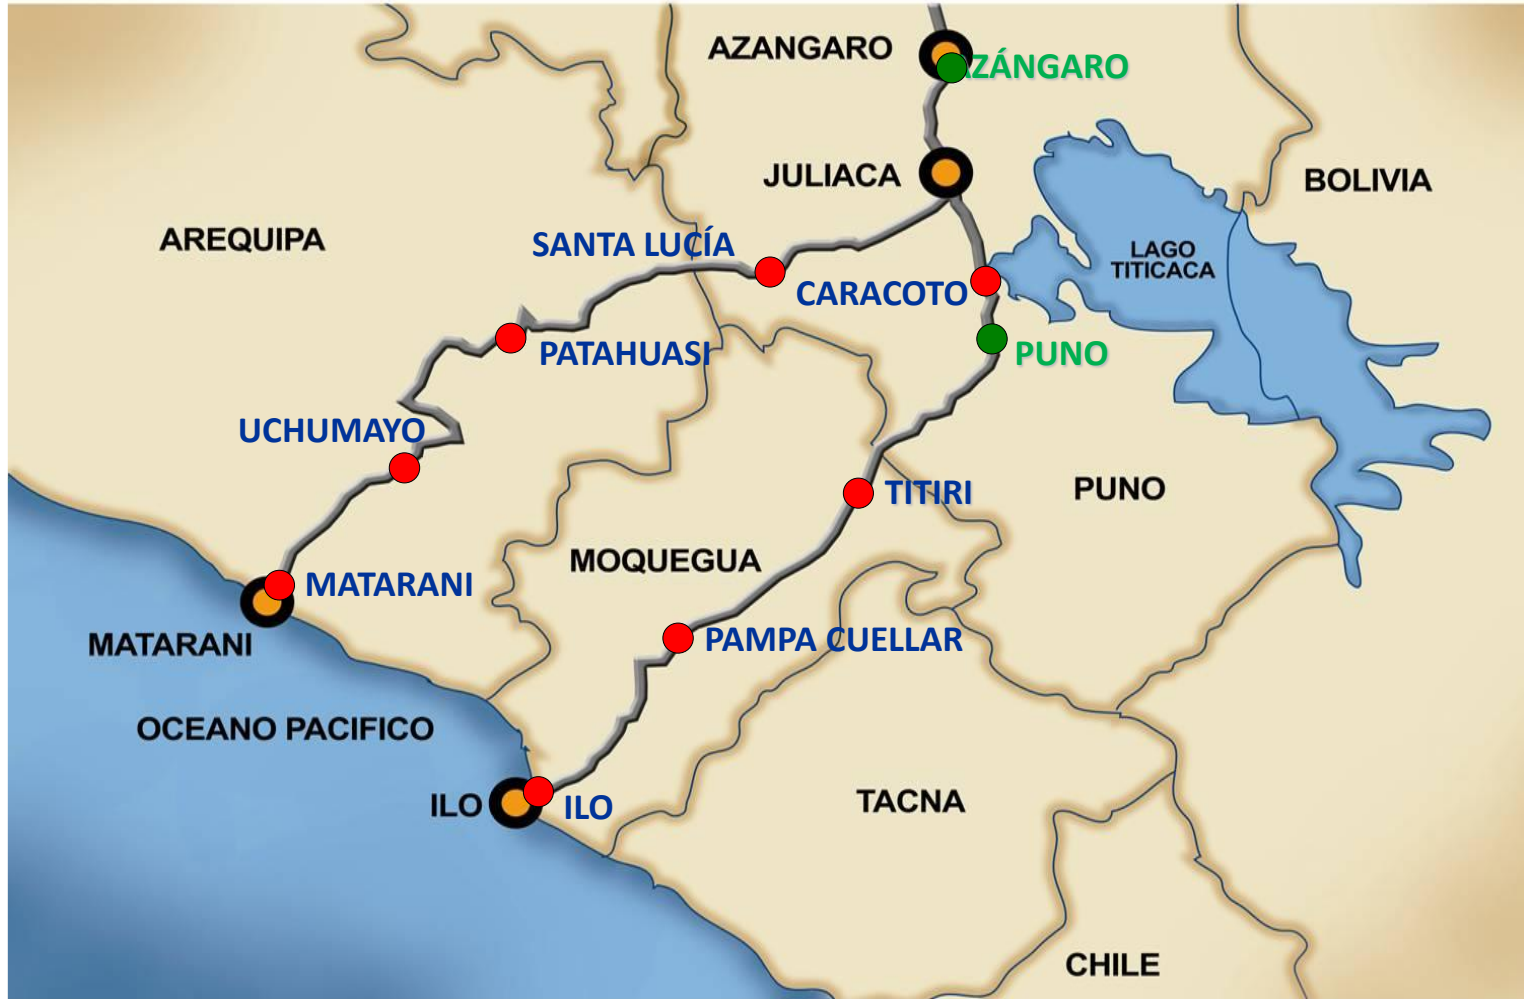 AZANGARO
AZÁNGARO
JULIACA
BOLIVIA
AREQUIPA
SANTA LUCÍA
LAGO
TITICACA
CARACOTO
PATAHUASI
PUNO
UCHUMAYO
TITIRI
PUNO
MOQUEGUA
MATARANI
MATARANI
PAMPA CUELLAR
OCEANO PACIFICO
ILO
ILO
TACNA
CHILE